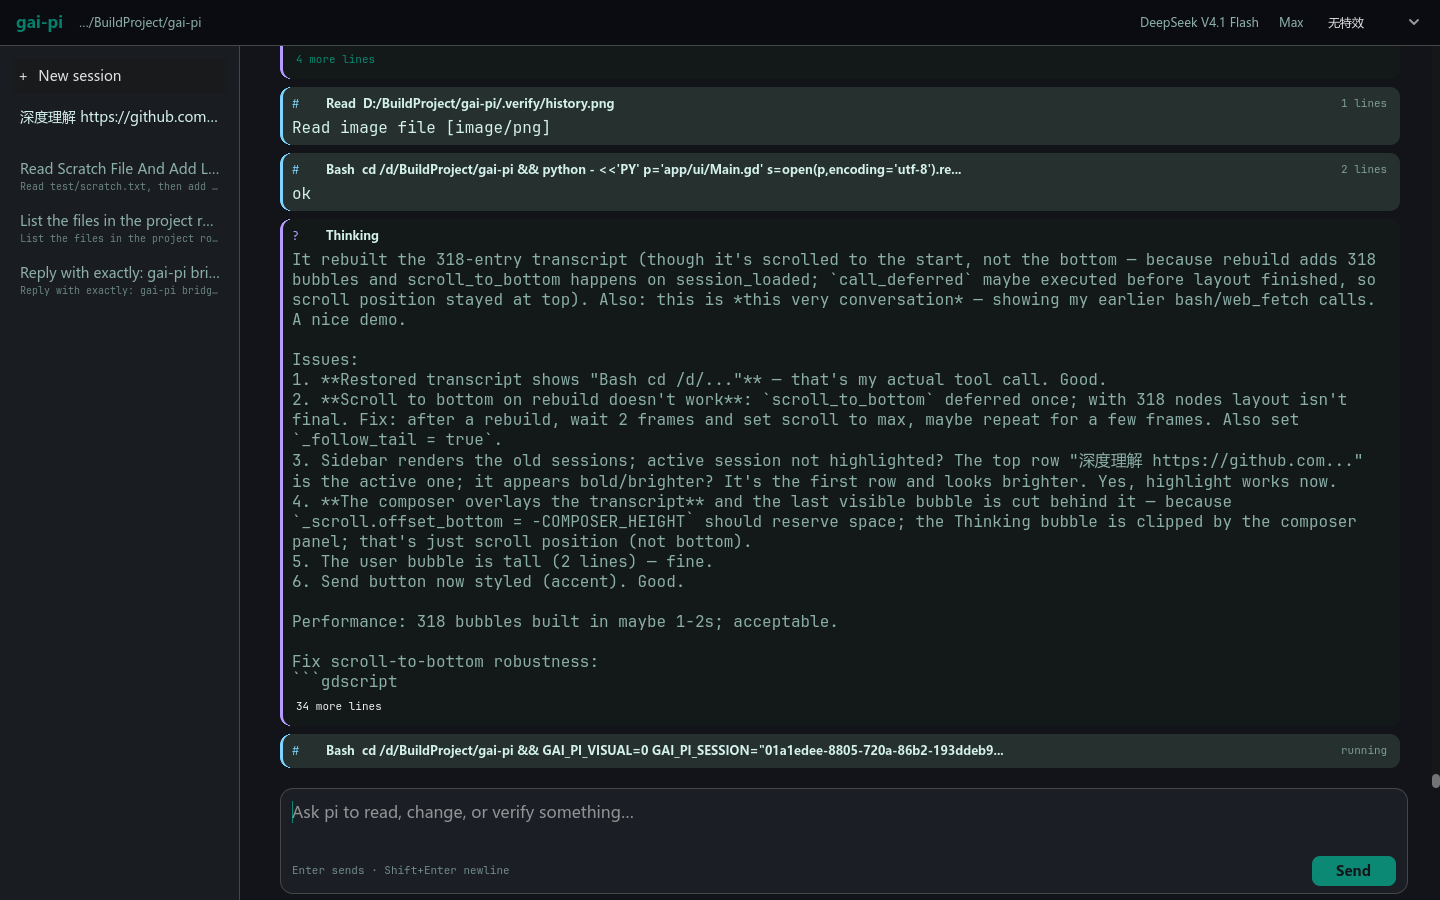 gai-pi .../BuildProject/gai-pi DeepSeek V4.1 Flash Max 无特效
+ New session
深度理解 https://github.com...
Read Scratch File And Add L...
Read test/scratch.txt, then add …
List the files in the project r...
List the files in the project ro…
Reply with exactly: gai-pi bri...
Reply with exactly: gai-pi bridg…
4 more lines
# Read D:/BuildProject/gai-pi/.verify/history.png 1 lines
Read image file [image/png]
# Bash cd /d/BuildProject/gai-pi && python - <<'PY' p='app/ui/Main.gd' s=open(p,encoding='utf-8').re... 2 lines
ok
? Thinking
It rebuilt the 318-entry transcript (though it's scrolled to the start, not the bottom — because rebuild adds 318
bubbles and scroll_to_bottom happens on session_loaded; `call_deferred` maybe executed before layout finished, so
scroll position stayed at top). Also: this is *this very conversation* — showing my earlier bash/web_fetch calls.
A nice demo.
Issues:
1. **Restored transcript shows "Bash cd /d/..."** — that's my actual tool call. Good.
2. **Scroll to bottom on rebuild doesn't work**: `scroll_to_bottom` deferred once; with 318 nodes layout isn't
final. Fix: after a rebuild, wait 2 frames and set scroll to max, maybe repeat for a few frames. Also set
`_follow_tail = true`.
3. Sidebar renders the old sessions; active session not highlighted? The top row "深度理解 https://github.com..."
is the active one; it appears bold/brighter? It's the first row and looks brighter. Yes, highlight works now.
4. **The composer overlays the transcript** and the last visible bubble is cut behind it — because
`_scroll.offset_bottom = -COMPOSER_HEIGHT` should reserve space; the Thinking bubble is clipped by the composer
panel; that's just scroll position (not bottom).
5. The user bubble is tall (2 lines) — fine.
6. Send button now styled (accent). Good.
Performance: 318 bubbles built in maybe 1-2s; acceptable.
Fix scroll-to-bottom robustness:
```gdscript
34 more lines
# Bash cd /d/BuildProject/gai-pi && GAI_PI_VISUAL=0 GAI_PI_SESSION="01a1edee-8805-720a-86b2-193ddeb9... running
Ask pi to read, change, or verify something...
Enter sends · Shift+Enter newline
Send